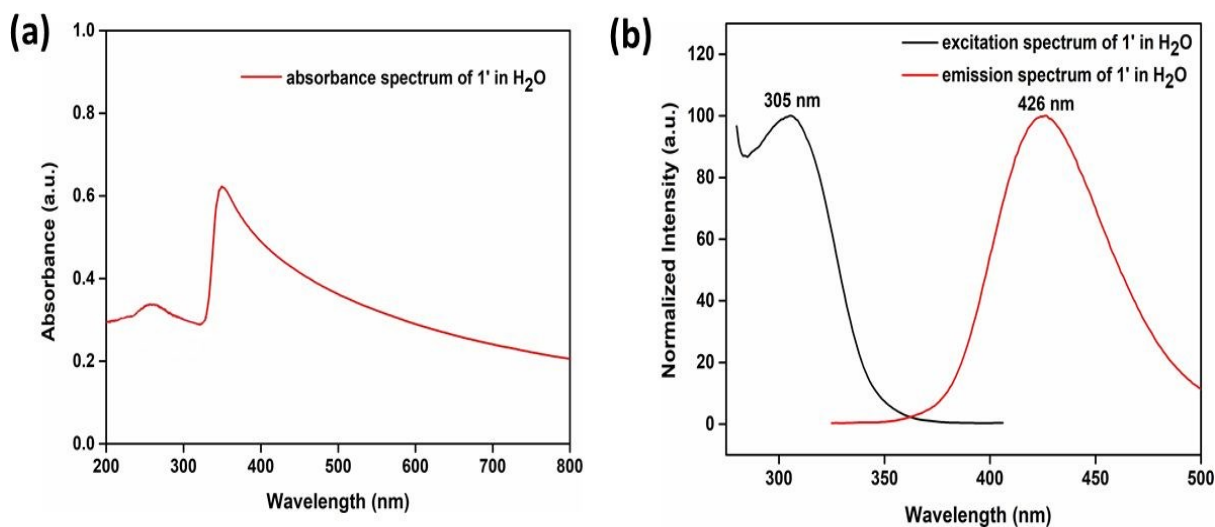 (a)
1.0
0.8
0.6
0.4
0.2
0.0
Absorbance (a.u.)
absorbance spectrum of 1' in H2O
200 300 400 500 600 700 800
Wavelength (nm)
(b)
120
100
80
60
40
20
0
Normalized Intensity (a.u.)
excitation spectrum of 1' in H2O
emission spectrum of 1' in H2O
305 nm
426 nm
300 350 400 450 500
Wavelength (nm)